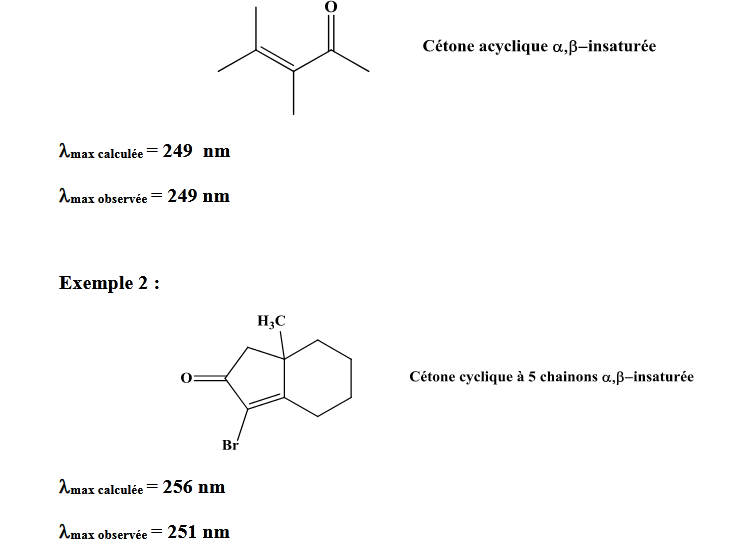 O
Cétone acyclique α,β−insaturée
λmax calculée = 249 nm
λmax observée = 249 nm
Exemple 2 :
H3C
O
Cétone cyclique à 5 chainons α,β−insaturée
Br
λmax calculée = 256 nm
λmax observée = 251 nm